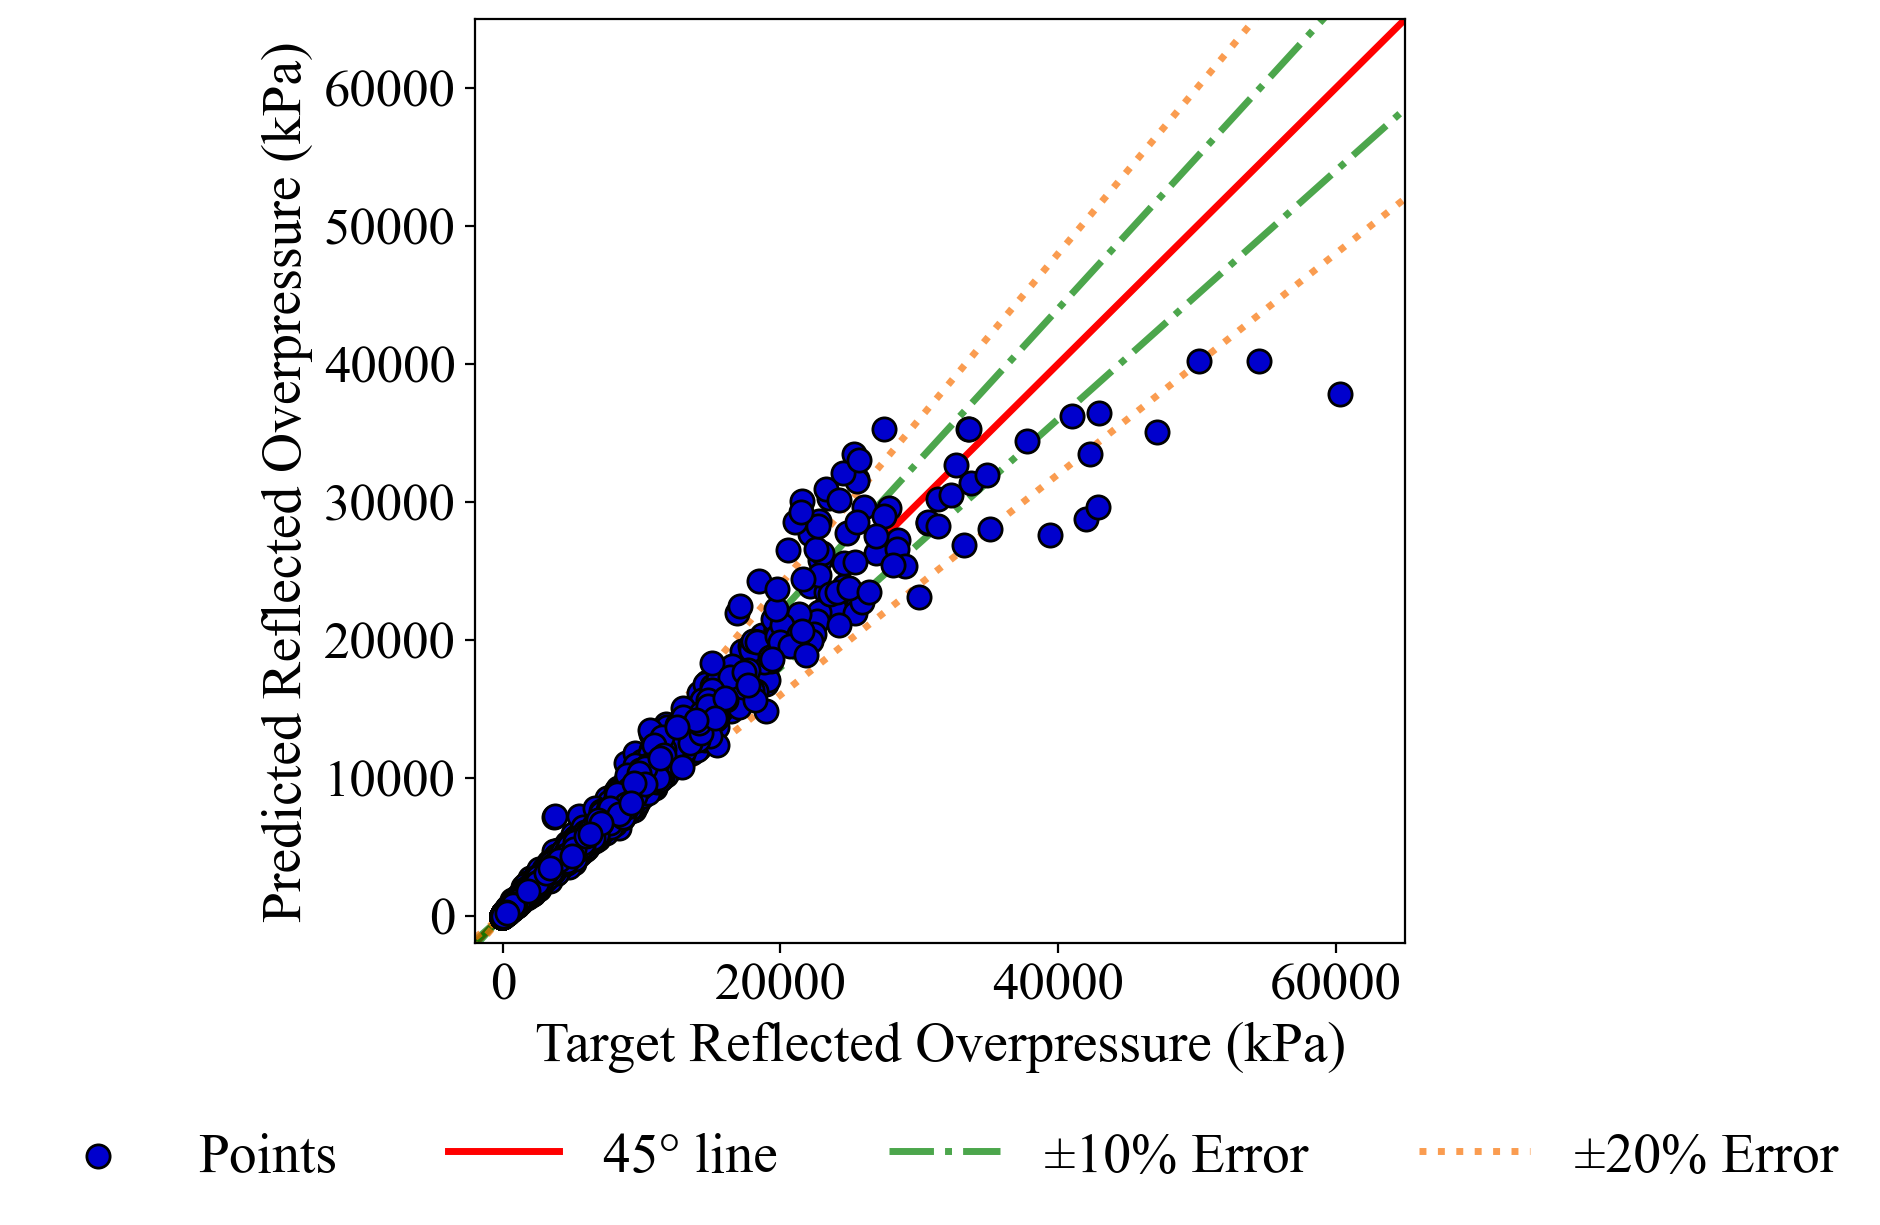 Predicted Reflected Overpressure (kPa)
60000
50000
40000
30000
20000
10000
0
0 20000 40000 60000
Target Reflected Overpressure (kPa)
Points 45° line ±10% Error ±20% Error